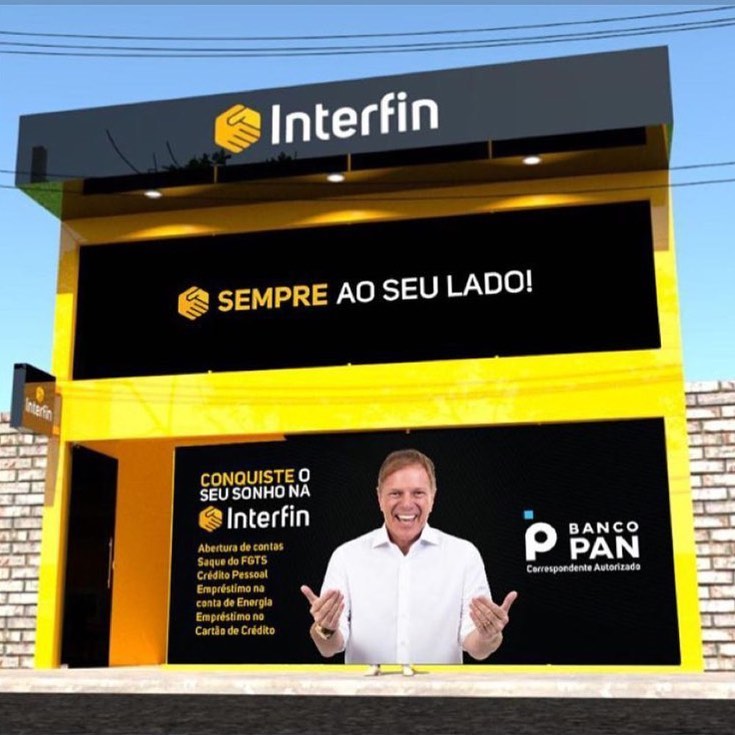 Interfin
SEMPRE AO SEU LADO!
Interfin
CONQUISTE O
SEU SONHO NA
Interfin
Abertura de contas
Saque do FGTS
Crédito Pessoal
Empréstimo na
conta de Energia
Empréstimo no
Cartão de Crédito
BANCO
PAN
Correspondente Autorizado